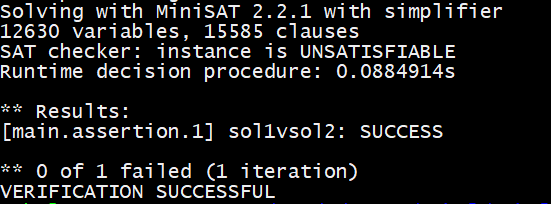 Solving with MiniSAT 2.2.1 with simplifier
12630 variables, 15585 clauses
SAT checker: instance is UNSATISFIABLE
Runtime decision procedure: 0.0884914s
** Results:
[main.assertion.1] sol1vsol2: SUCCESS
** 0 of 1 failed (1 iteration)
VERIFICATION SUCCESSFUL